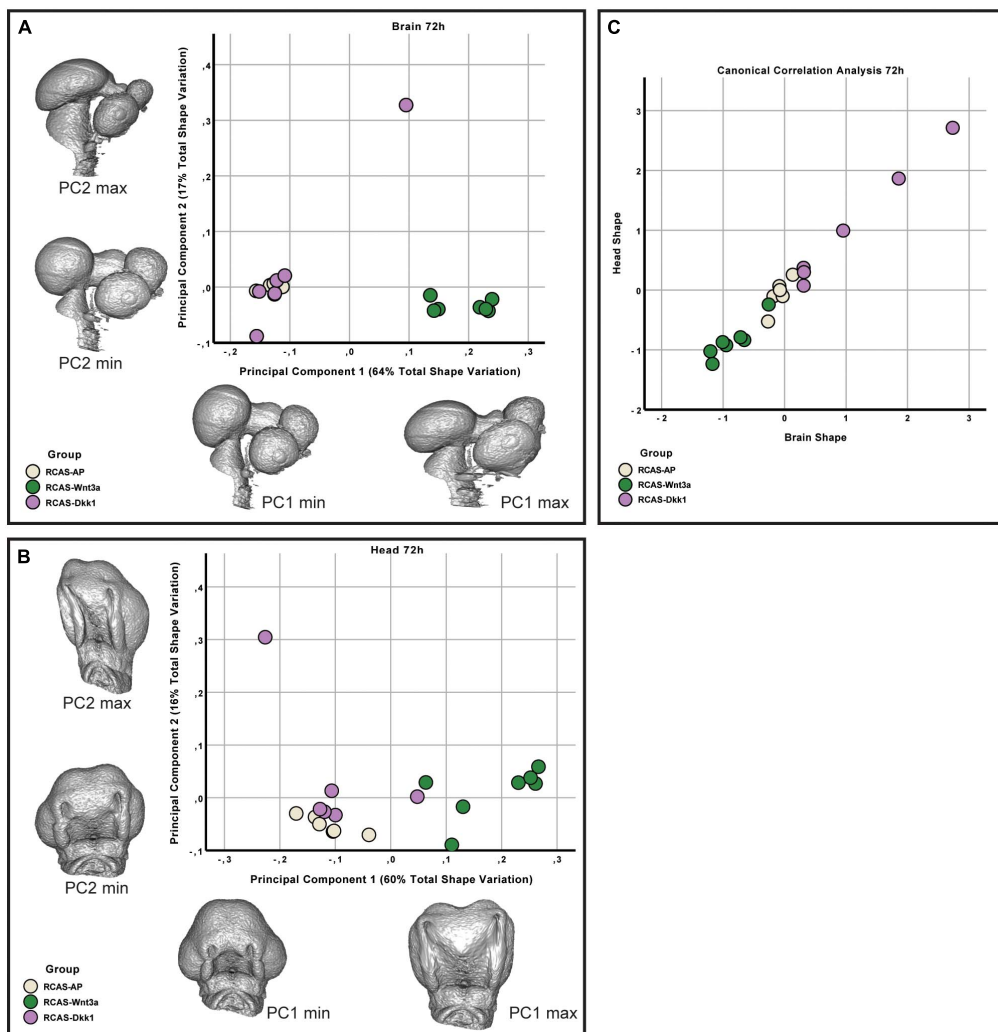 A
Brain 72h
Principal Component 2 (17% Total Shape Variation)
,4
,3
,2
,1
,0
-,1
-,2 -,1 ,0 ,1 ,2 ,3
Principal Component 1 (64% Total Shape Variation)
PC2 max
PC2 min
PC1 min
PC1 max
Group
RCAS-AP
RCAS-Wnt3a
RCAS-Dkk1
C
Canonical Correlation Analysis 72h
Head Shape
3
2
1
0
-1
-2
-2 -1 0 1 2 3
Brain Shape
Group
RCAS-AP
RCAS-Wnt3a
RCAS-Dkk1
B
Head 72h
Principal Component 2 (16% Total Shape Variation)
,4
,3
,2
,1
,0
-,1
-,3 -,2 -,1 ,0 ,1 ,2 ,3
Principal Component 1 (60% Total Shape Variation)
PC2 max
PC2 min
PC1 min
PC1 max
Group
RCAS-AP
RCAS-Wnt3a
RCAS-Dkk1